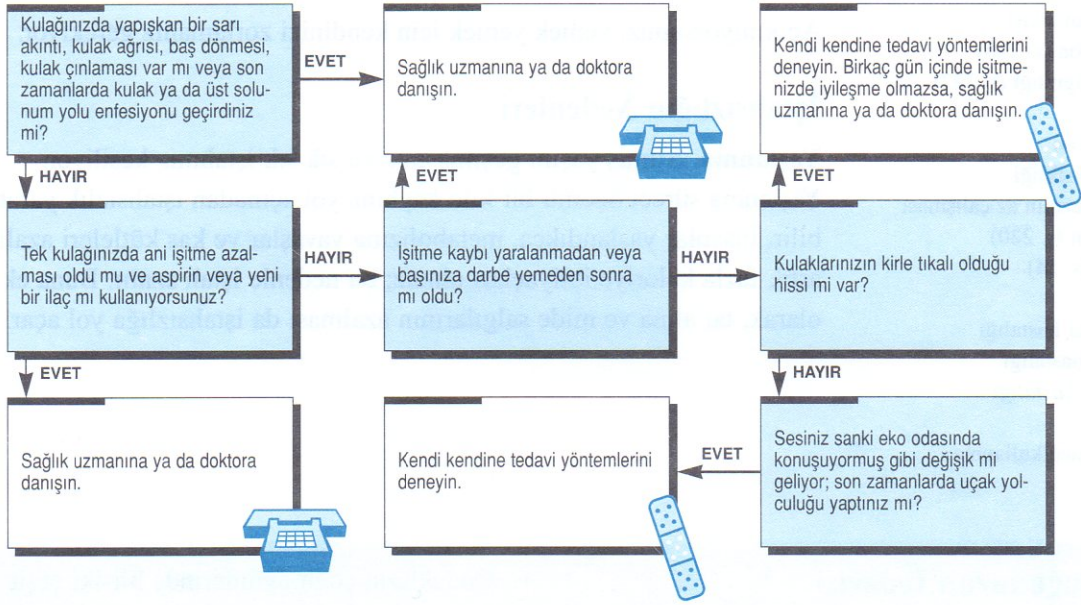 Kulağınızda yapışkan bir sarı
akıntı, kulak ağrısı, baş dönmesi,
kulak çınlaması var mı veya son
zamanlarda kulak ya da üst solu-
num yolu enfesiyonu geçirdiniz
mi?
EVET
Sağlık uzmanına ya da doktora
danışın.
Kendi kendine tedavi yöntemlerini
deneyin. Birkaç gün içinde işitme-
nizde iyileşme olmazsa, sağlık
uzmanına ya da doktora danışın.
HAYIR
EVET
EVET
Tek kulağınızda ani işitme azal-
ması oldu mu ve aspirin veya yeni
bir ilaç mı kullanıyorsunuz?
HAYIR
İşitme kaybı yaralanmadan veya
başınıza darbe yemeden sonra
mı oldu?
HAYIR
Kulaklarınızın kirle tıkalı olduğu
hissi mi var?
EVET
HAYIR
Sağlık uzmanına ya da doktora
danışın.
Kendi kendine tedavi yöntemlerini
deneyin.
EVET
Sesiniz sanki eko odasında
konuşuyormuş gibi değişik mi
geliyor; son zamanlarda uçak yol-
culuğu yaptınız mı?